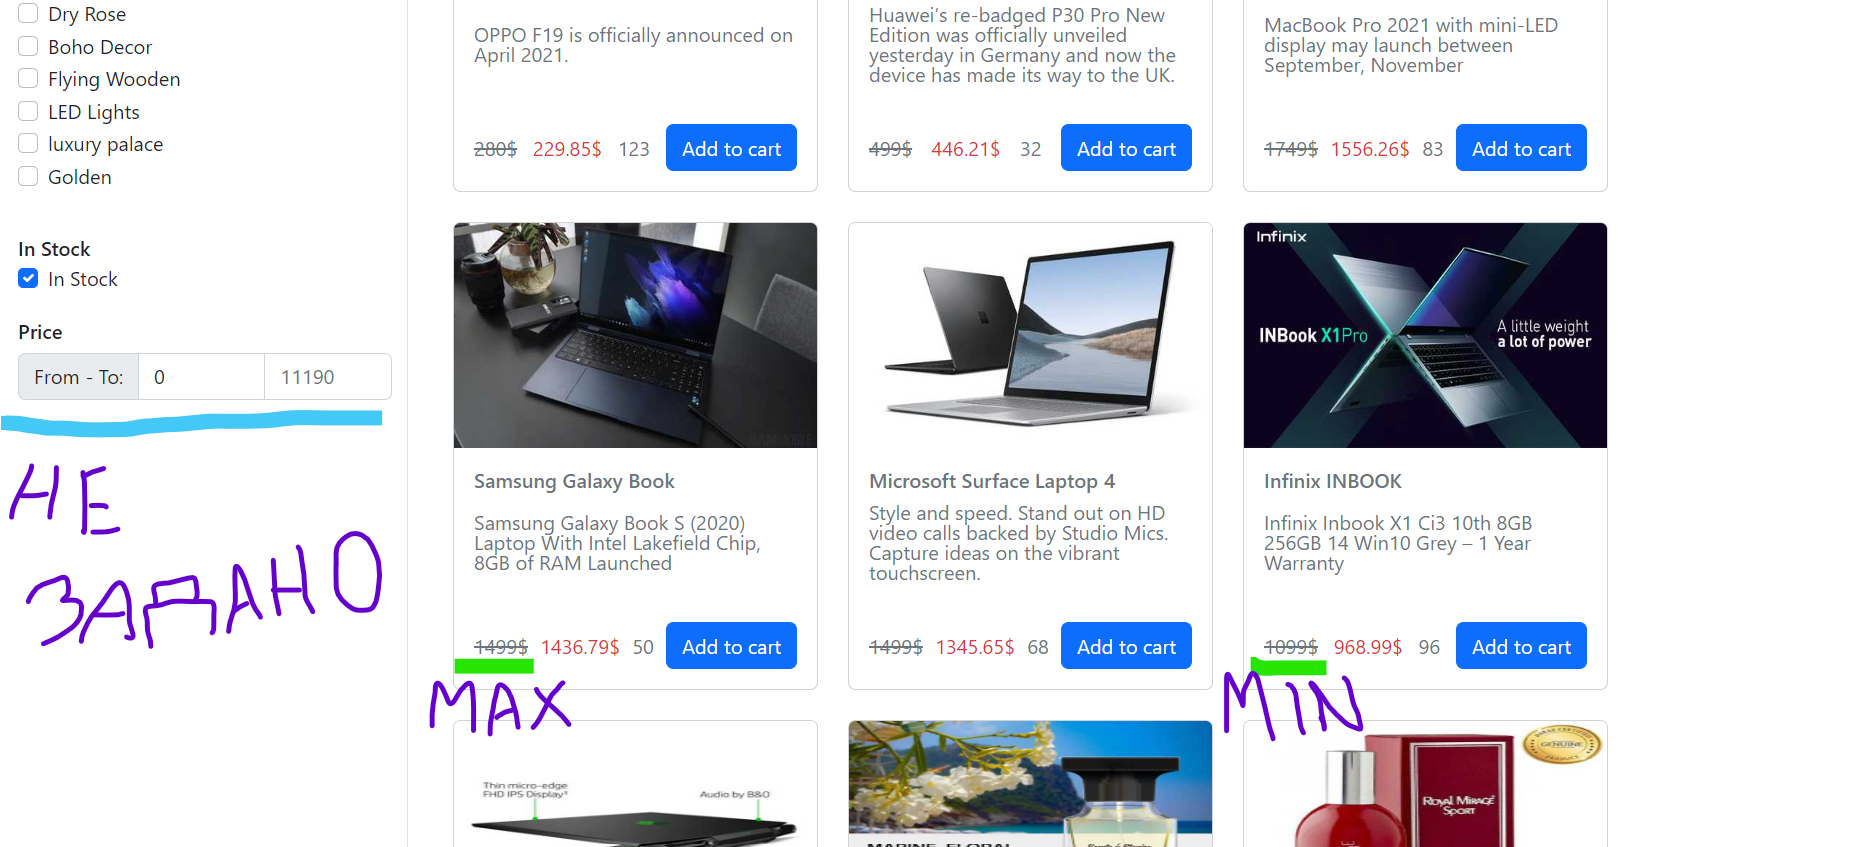 Dry Rose
Boho Decor
Flying Wooden
LED Lights
luxury palace
Golden
In Stock
In Stock
Price
From - To: 0 11190
НЕ
ЗАДАНО
OPPO F19 is officially announced on
April 2021.
280$ 229.85$ 123 Add to cart
Huawei's re-badged P30 Pro New
Edition was officially unveiled
yesterday in Germany and now the
device has made its way to the UK.
499$ 446.21$ 32 Add to cart
MacBook Pro 2021 with mini-LED
display may launch between
September, November
1749$ 1556.26$ 83 Add to cart
Samsung Galaxy Book
Samsung Galaxy Book S (2020)
Laptop With Intel Lakefield Chip,
8GB of RAM Launched
1499$ 1436.79$ 50 Add to cart
MAX
Microsoft Surface Laptop 4
Style and speed. Stand out on HD
video calls backed by Studio Mics.
Capture ideas on the vibrant
touchscreen.
1499$ 1345.65$ 68 Add to cart
Infinix
INBook X1Pro
A little weight
a lot of power
Infinix INBOOK
Infinix Inbook X1 Ci3 10th 8GB
256GB 14 Win10 Grey – 1 Year
Warranty
1099$ 968.99$ 96 Add to cart
MIN
Thin micro-edge
FHD IPS Display¹
Audio by B&O
GENUINE
ROYAL MIRAGE
SPORT